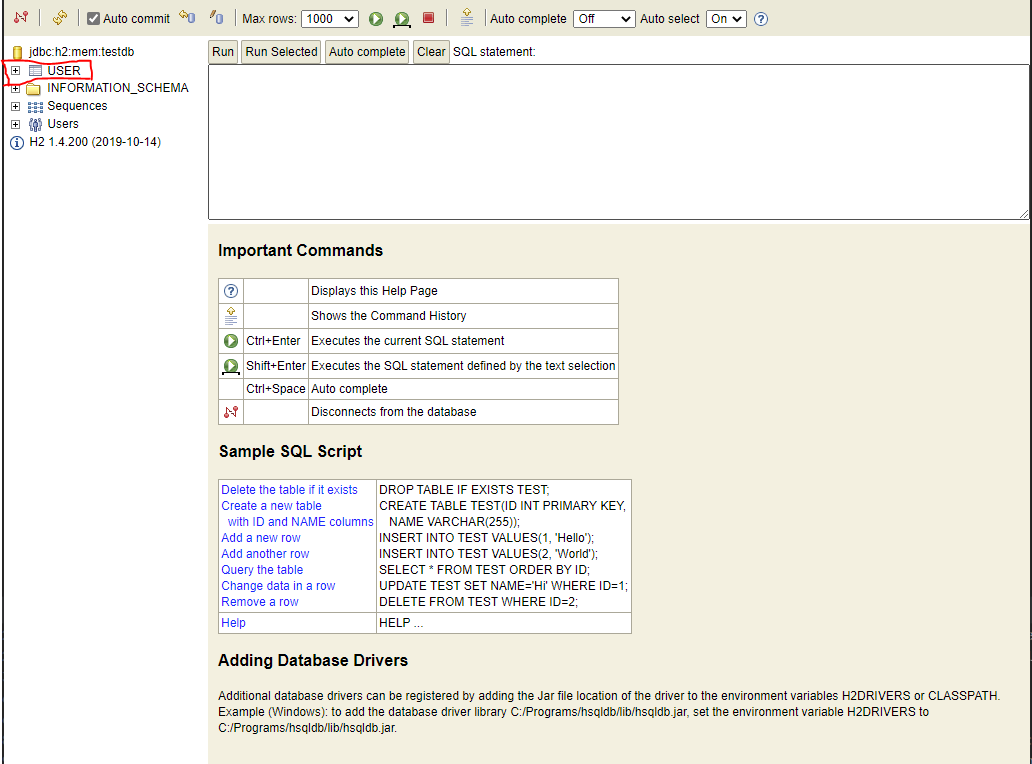 Auto commit Max rows: 1000 Auto complete Off Auto select On ?
jdbc:h2:mem:testdb
USER
INFORMATION_SCHEMA
Sequences
Users
H2 1.4.200 (2019-10-14)
Run Run Selected Auto complete Clear SQL statement:
Important Commands
? Displays this Help Page
Shows the Command History
Ctrl+Enter Executes the current SQL statement
Shift+Enter Executes the SQL statement defined by the text selection
Ctrl+Space Auto complete
Disconnects from the database
Sample SQL Script
Delete the table if it exists DROP TABLE IF EXISTS TEST;
Create a new table CREATE TABLE TEST(ID INT PRIMARY KEY,
with ID and NAME columns NAME VARCHAR(255));
Add a new row INSERT INTO TEST VALUES(1, 'Hello');
Add another row INSERT INTO TEST VALUES(2, 'World');
Query the table SELECT * FROM TEST ORDER BY ID;
Change data in a row UPDATE TEST SET NAME='Hi' WHERE ID=1;
Remove a row DELETE FROM TEST WHERE ID=2;
Help HELP ...
Adding Database Drivers
Additional database drivers can be registered by adding the Jar file location of the driver to the environment variables H2DRIVERS or CLASSPATH.
Example (Windows): to add the database driver library C:/Programs/hsqldb/lib/hsqldb.jar, set the environment variable H2DRIVERS to
C:/Programs/hsqldb/lib/hsqldb.jar.